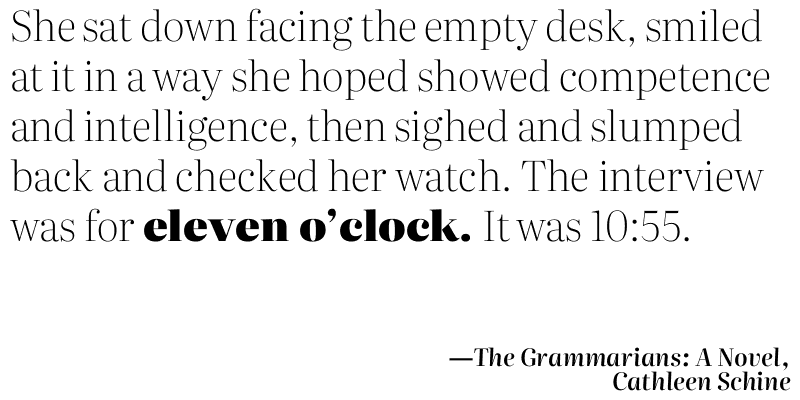 She sat down facing the empty desk, smiled
at it in a way she hoped showed competence
and intelligence, then sighed and slumped
back and checked her watch. The interview
was for eleven o’clock. It was 10:55.
—The Grammarians: A Novel,
Cathleen Schine